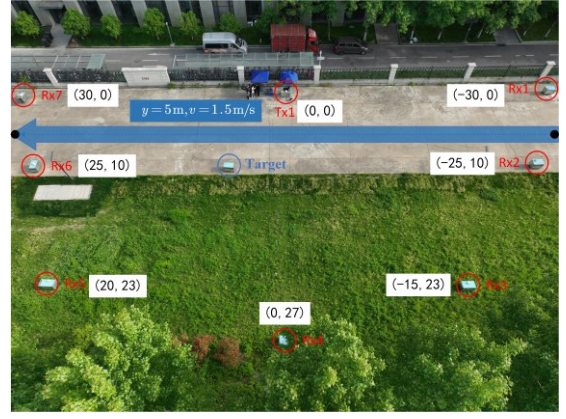 Rx7 (30, 0)
Tx1 (0, 0)
(−30, 0) Rx1
y=5m,v=1.5m/s
Rx6 (25, 10)
Target
(−25, 10) Rx2
Rx5 (20, 23)
(−15, 23) Rx3
(0, 27)
Rx4